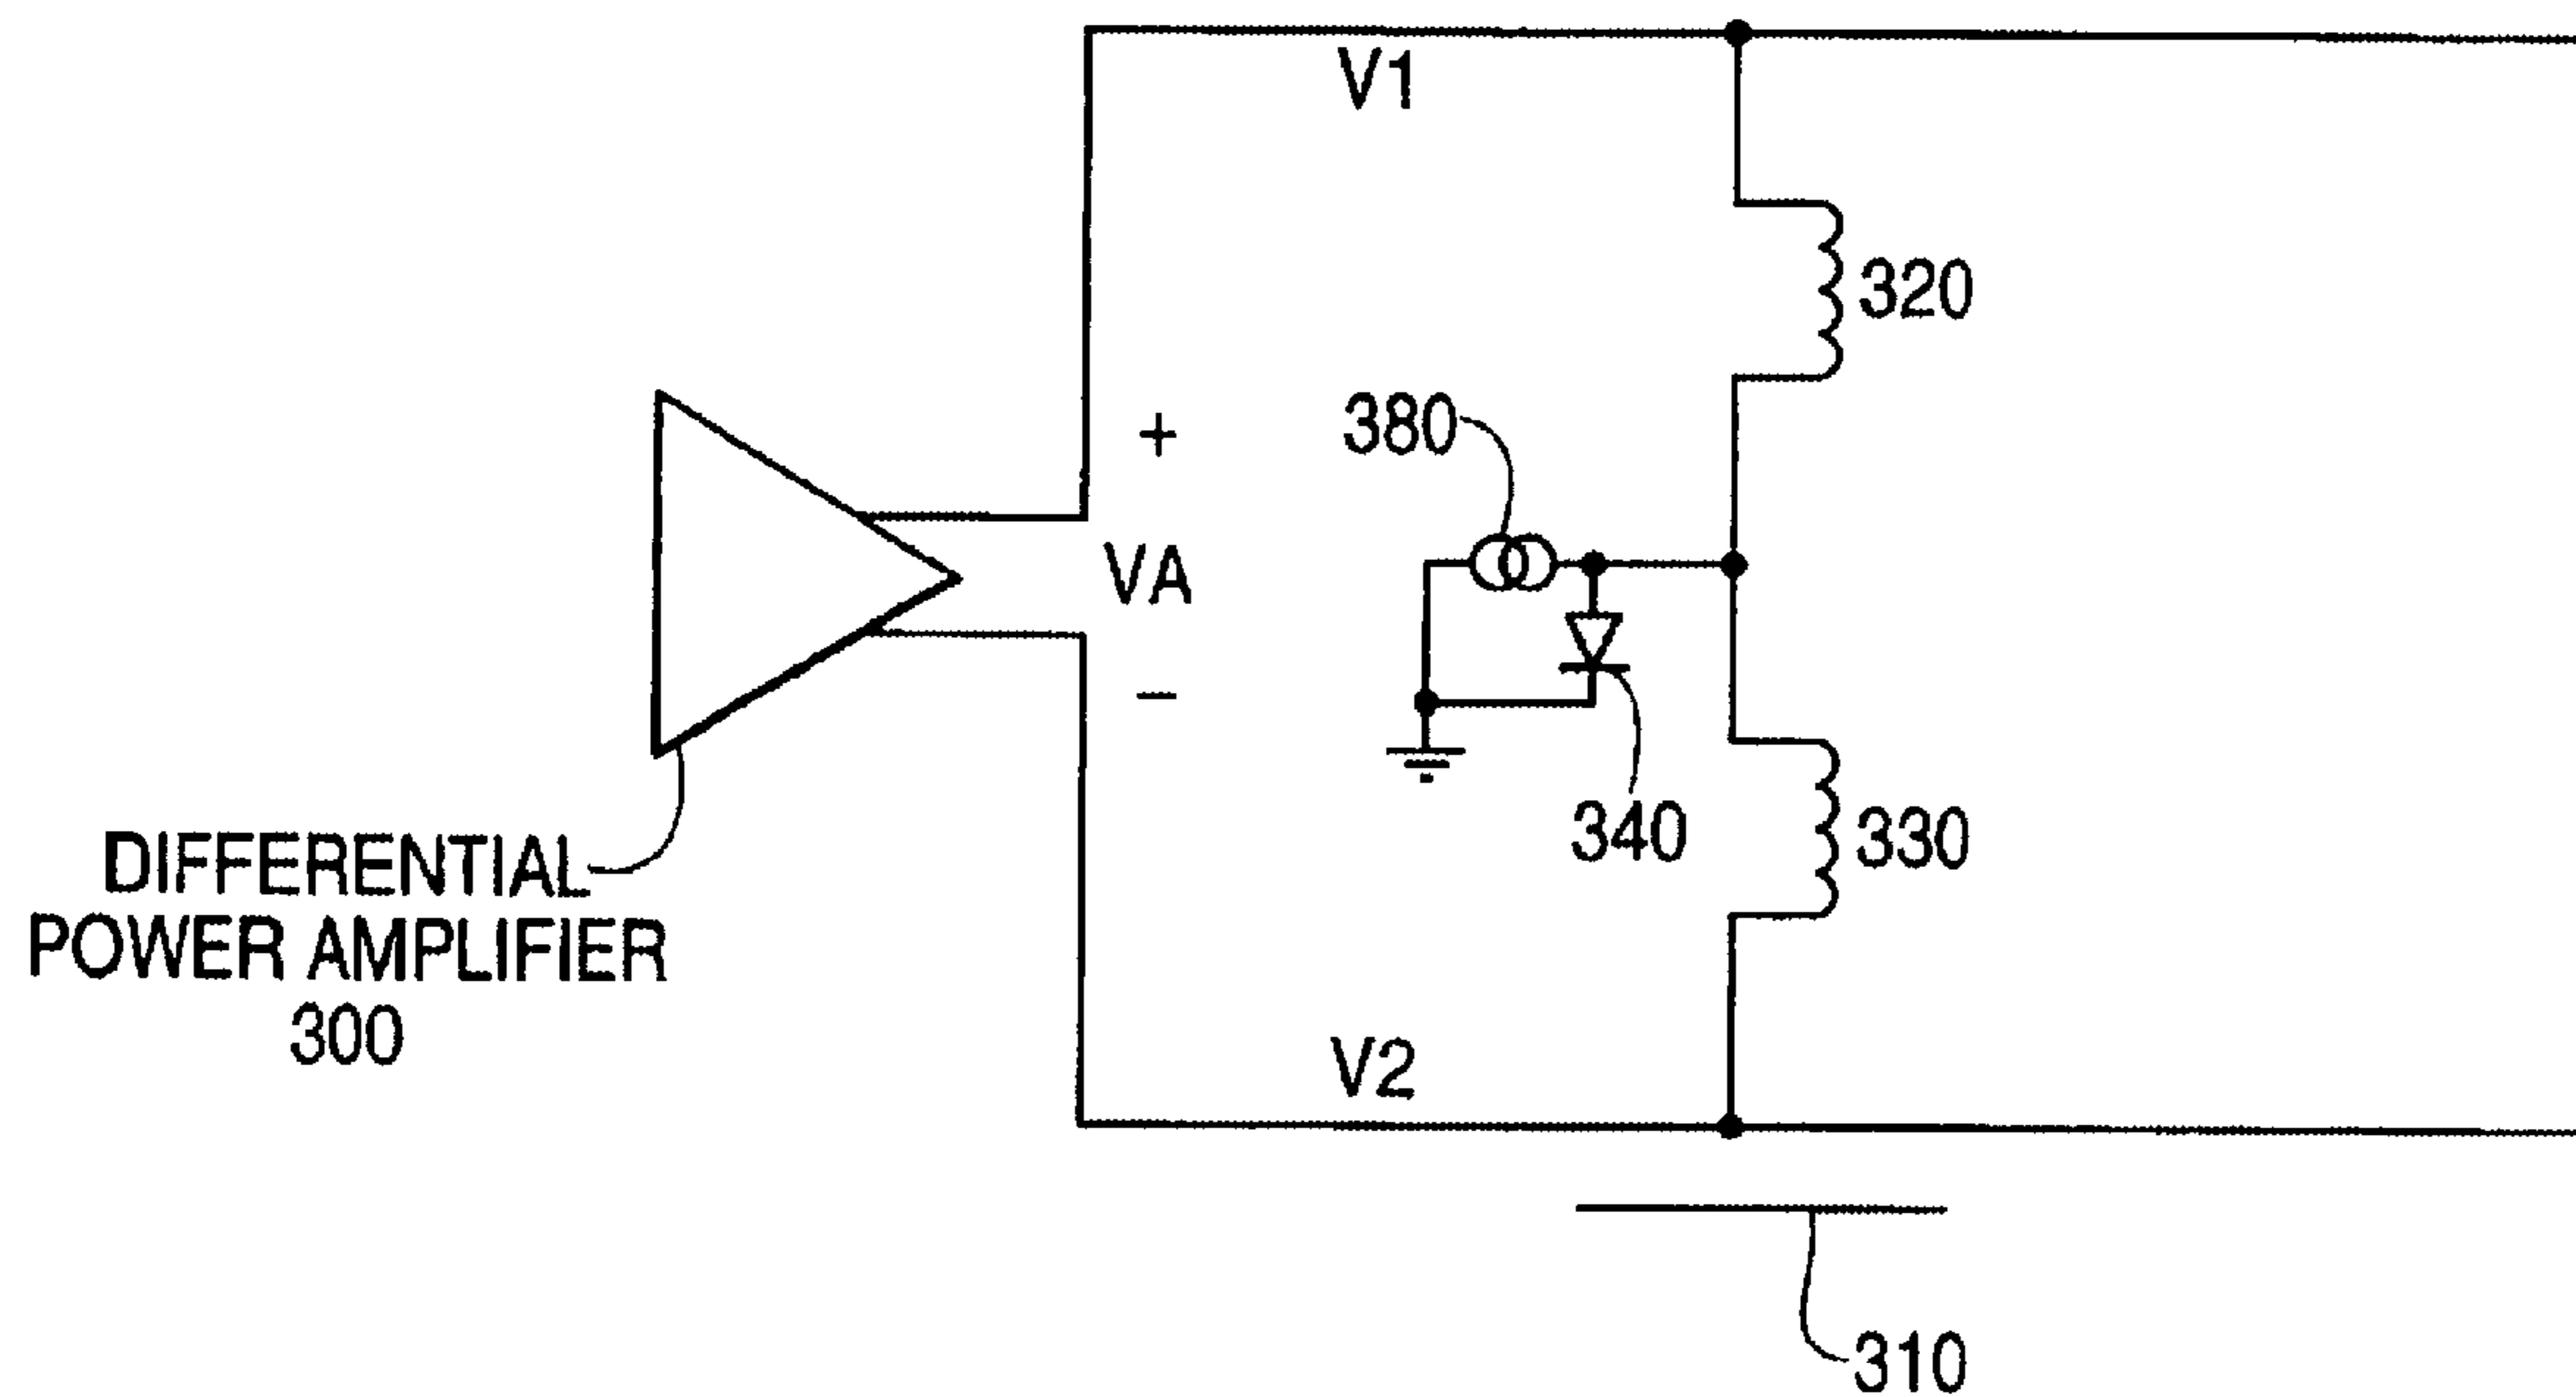 V1
320
380
+
VA
−
340
330
DIFFERENTIAL
POWER AMPLIFIER
300
V2
310